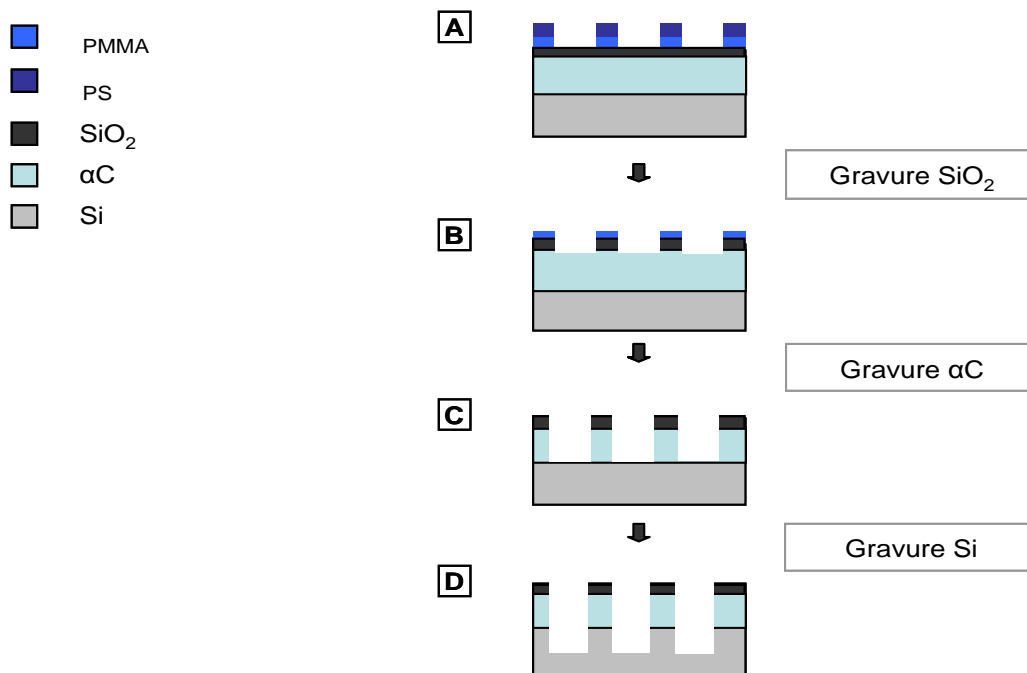 PMMA
PS
SiO₂
αC
Si
A
Gravure SiO₂
B
Gravure αC
C
Gravure Si
D